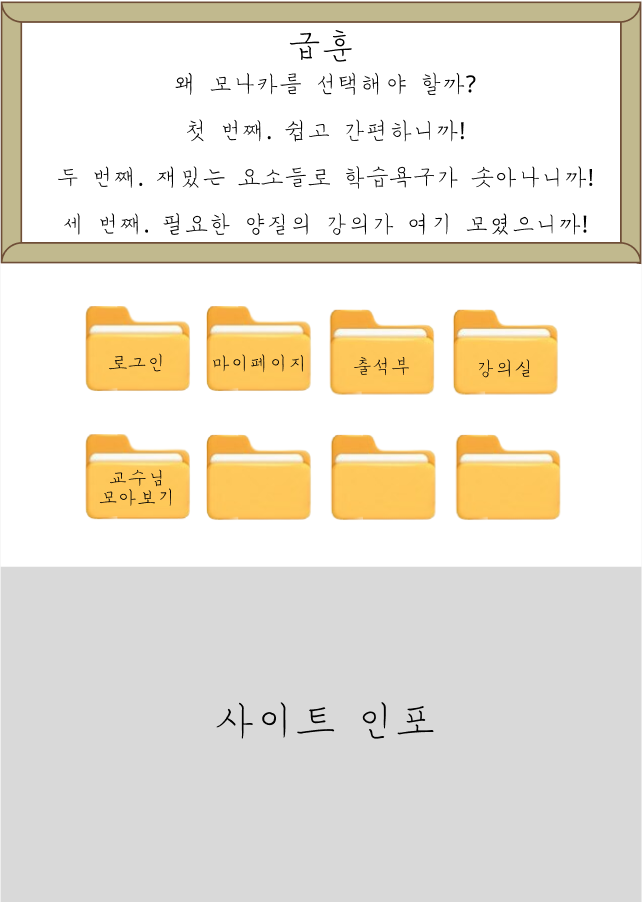 급훈
왜 모나카를 선택해야 할까?
첫 번째. 쉽고 간편하니까!
두 번째. 재밌는 요소들로 학습욕구가 솟아나니까!
세 번째. 필요한 양질의 강의가 여기 모였으니까!
로그인
마이페이지
출석부
강의실
교수님
모아보기
사이트 인포